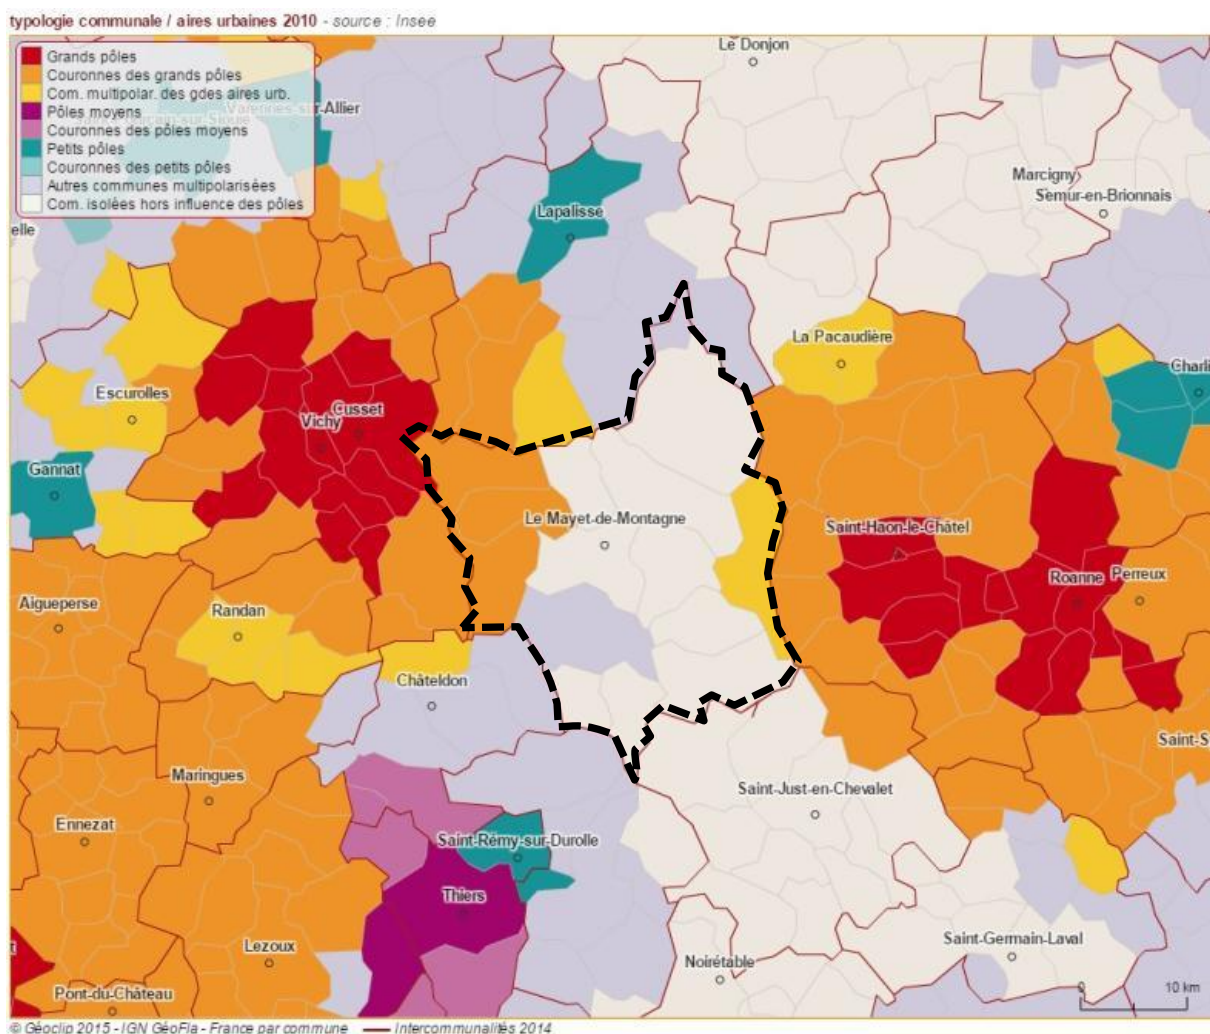 typologie communale / aires urbaines 2010 - source : Insee
Grands pôles
Couronnes des grands pôles
Com. multipolar. des gdes aires urb.
Pôles moyens
Couronnes des pôles moyens
Petits pôles
Couronnes des petits pôles
Autres communes multipolarisées
Com. isolées hors influence des pôles
Le Donjon
Varennes-sur-Allier
Marcigny
Semur-en-Brionnais
Lapalisse
elle
La Pacaudière
Charli
Escurolles
Cusset
Vichy
Gannat
Le Mayet-de-Montagne
Saint-Haon-le-Châtel
Roanne
Perreux
Aigueperse
Randan
Châteldon
Saint-S
Maringues
Saint-Just-en-Chevalet
Ennezat
Saint-Rémy-sur-Durolle
Thiers
Lezoux
Saint-Germain-Laval
t
Noirétable
Pont-du-Château
0
10 km
© Géoclip 2015 - IGN GéoFla - France par commune
Intercommunalités 2014